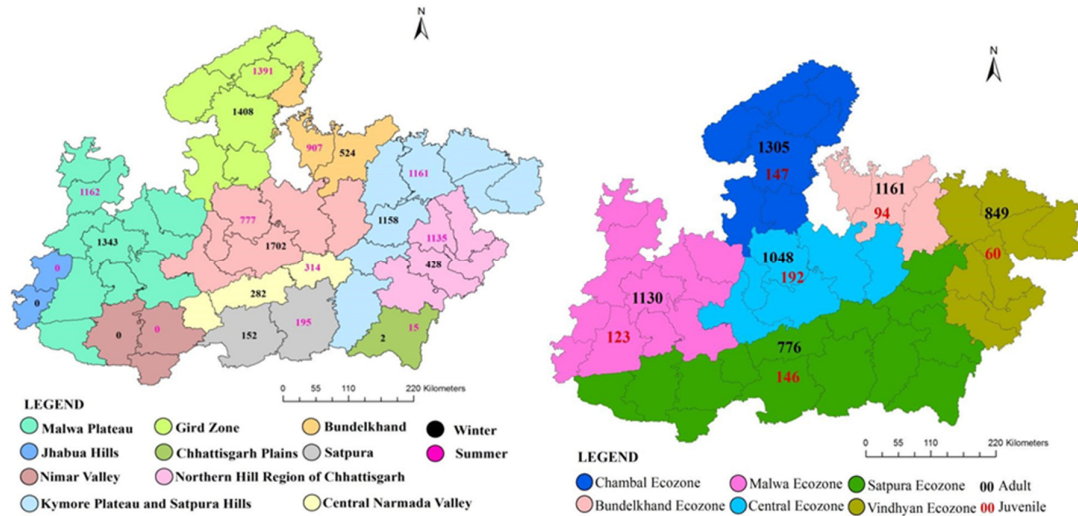 N
1391
1408
907
524
1161
1162
777
1158
1343
1702
1135
0
314
428
0
282
0
0
152
195
15
2
0 55 110 220 Kilometers
LEGEND
Malwa Plateau Gird Zone Bundelkhand Winter
Jhabua Hills Chhattisgarh Plains Satpura Summer
Nimar Valley Northern Hill Region of Chhattisgarh
Kymore Plateau and Satpura Hills Central Narmada Valley
N
1305
147
1161
94
849
1048
60
192
1130
123
776
146
0 55 110 220 Kilometers
LEGEND
Chambal Ecozone Malwa Ecozone Satpura Ecozone 00 Adult
Bundelkhand Ecozone Central Ecozone Vindhyan Ecozone 00 Juvenile